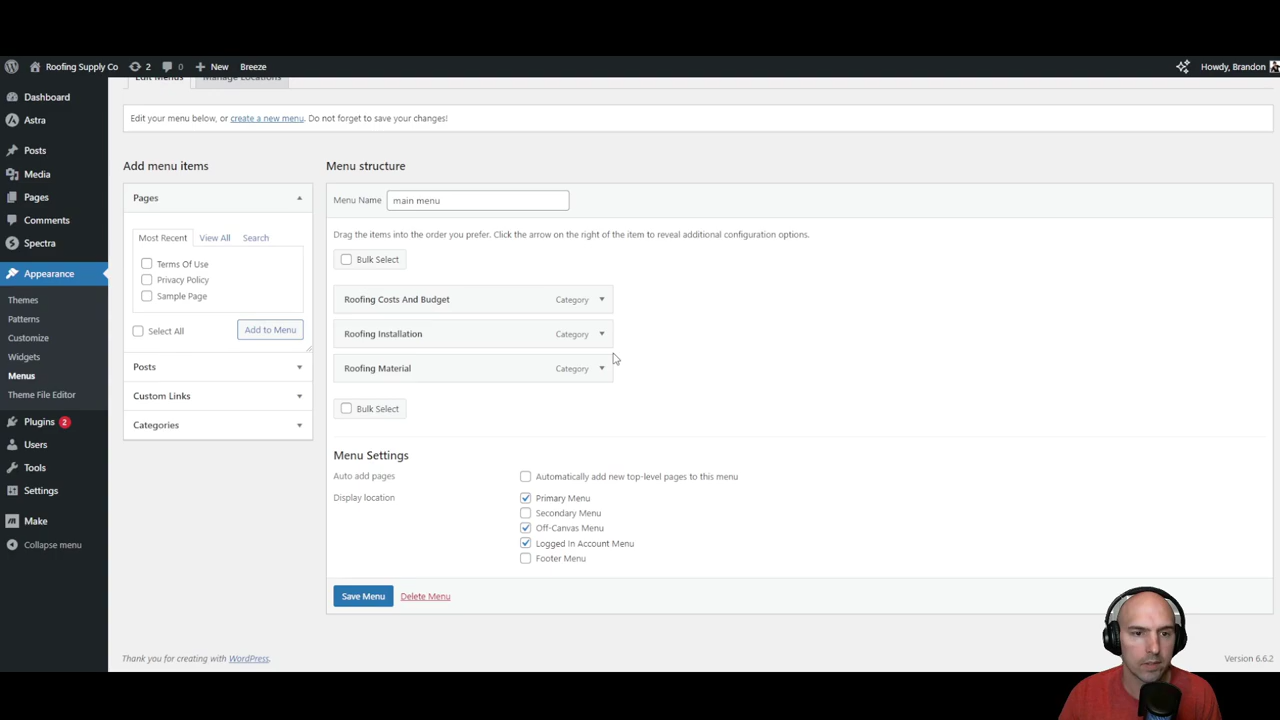 Roofing Supply Co 2 0 New Breeze Howdy, Brandon
Edit Menus Manage Locations
Dashboard
Astra
Posts
Media
Pages
Comments
Spectra
Appearance
Themes
Patterns
Customize
Widgets
Menus
Theme File Editor
Plugins 2
Users
Tools
Settings
Make
Collapse menu
Edit your menu below, or create a new menu. Do not forget to save your changes!
Add menu items
Pages
Most Recent View All Search
Terms Of Use
Privacy Policy
Sample Page
Select All Add to Menu
Posts
Custom Links
Categories
Menu structure
Menu Name main menu
Drag the items into the order you prefer. Click the arrow on the right of the item to reveal additional configuration options.
Bulk Select
Roofing Costs And Budget Category
Roofing Installation Category
Roofing Material Category
Bulk Select
Menu Settings
Auto add pages Automatically add new top-level pages to this menu
Display location Primary Menu
Secondary Menu
Off-Canvas Menu
Logged In Account Menu
Footer Menu
Save Menu Delete Menu
Thank you for creating with WordPress. Version 6.6.2